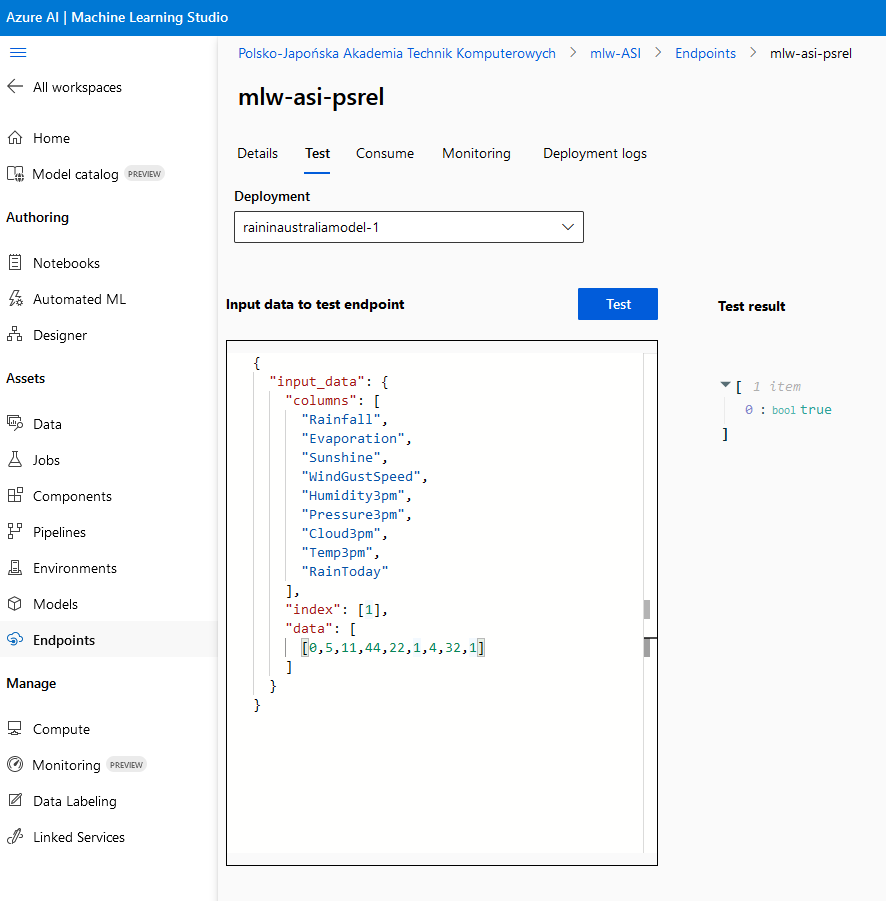 Azure AI | Machine Learning Studio
All workspaces
Home
Model catalog PREVIEW
Authoring
Notebooks
Automated ML
Designer
Assets
Data
Jobs
Components
Pipelines
Environments
Models
Endpoints
Manage
Compute
Monitoring PREVIEW
Data Labeling
Linked Services
Polsko-Japońska Akademia Technik Komputerowych > mlw-ASI > Endpoints > mlw-asi-psrel
mlw-asi-psrel
Details Test Consume Monitoring Deployment logs
Deployment
raininaustraliamodel-1
Input data to test endpoint
Test
{
"input_data": {
"columns": [
"Rainfall",
"Evaporation",
"Sunshine",
"WindGustSpeed",
"Humidity3pm",
"Pressure3pm",
"Cloud3pm",
"Temp3pm",
"RainToday"
],
"index": [1],
"data": [
[0,5,11,44,22,1,4,32,1]
]
}
}
Test result
[ 1 item
0 : bool true
]